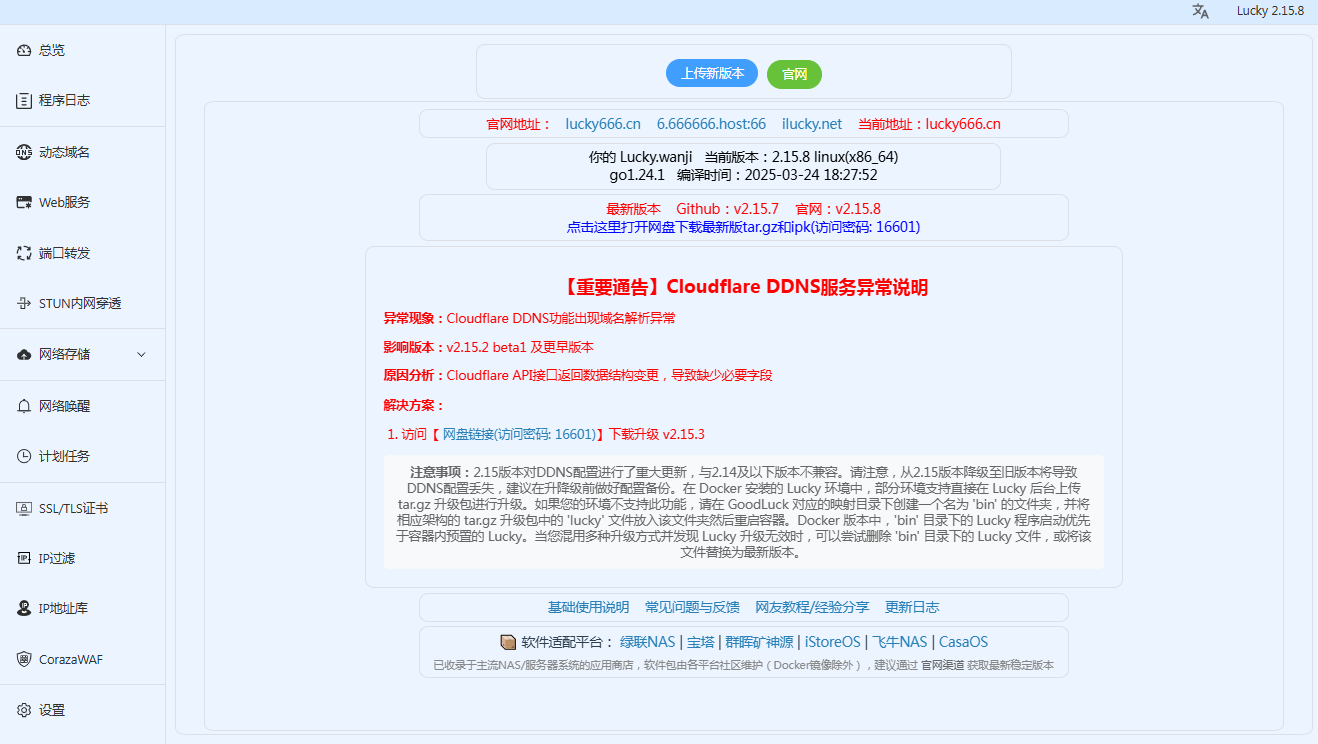 Lucky 2.15.8
总览
程序日志
动态域名
Web服务
端口转发
STUN内网穿透
网络存储
网络唤醒
计划任务
SSL/TLS证书
IP过滤
IP地址库
CorazaWAF
设置
上传新版本 官网
官网地址： lucky666.cn 6.666666.host:66 ilucky.net 当前地址：lucky666.cn
你的 Lucky.wanji 当前版本：2.15.8 linux(x86_64)
go1.24.1 编译时间：2025-03-24 18:27:52
最新版本 Github：v2.15.7 官网：v2.15.8
点击这里打开网盘下载最新版tar.gz和ipk(访问密码: 16601)
【重要通告】Cloudflare DDNS服务异常说明
异常现象：Cloudflare DDNS功能出现域名解析异常
影响版本：v2.15.2 beta1 及更早版本
原因分析：Cloudflare API接口返回数据结构变更，导致缺少必要字段
解决方案：
1. 访问【 网盘链接(访问密码: 16601)】下载升级 v2.15.3
注意事项：2.15版本对DDNS配置进行了重大更新，与2.14及以下版本不兼容。请注意，从2.15版本降级至旧版本将导致
DDNS配置丢失，建议在升降级前做好配置备份。在 Docker 安装的 Lucky 环境中，部分环境支持直接在 Lucky 后台上传
tar.gz 升级包进行升级。如果您的环境不支持此功能，请在 GoodLuck 对应的映射目录下创建一个名为 'bin' 的文件夹，并将
相应架构的 tar.gz 升级包中的 'lucky' 文件放入该文件夹然后重启容器。Docker 版本中，'bin' 目录下的 Lucky 程序启动优先
于容器内预置的 Lucky。当您混用多种升级方式并发现 Lucky 升级无效时，可以尝试删除 'bin' 目录下的 Lucky 文件，或将该
文件替换为最新版本。
基础使用说明 常见问题与反馈 网友教程/经验分享 更新日志
软件适配平台： 绿联NAS | 宝塔 | 群晖矿神源 | iStoreOS | 飞牛NAS | CasaOS
已收录于主流NAS/服务器系统的应用商店，软件包由各平台社区维护（Docker镜像除外），建议通过 官网渠道 获取最新稳定版本